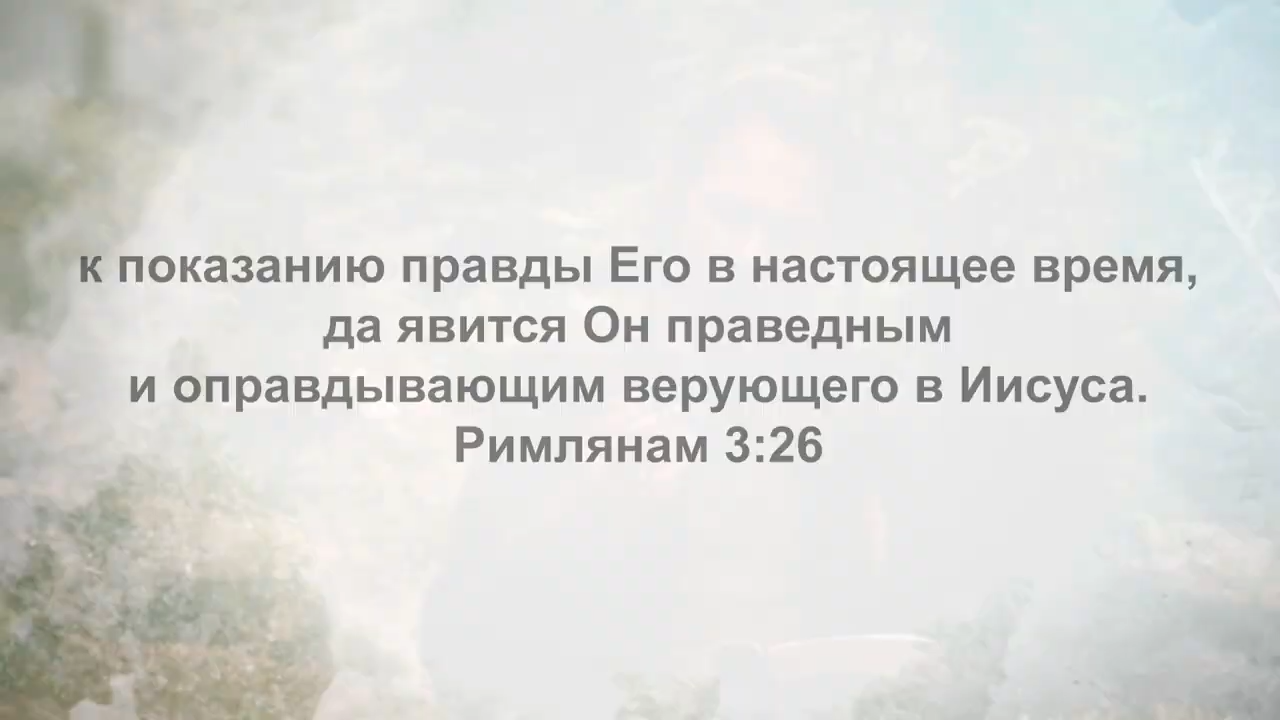 к показанию правды Его в настоящее время,
да явится Он праведным
и оправдывающим верующего в Иисуса.
Римлянам 3:26